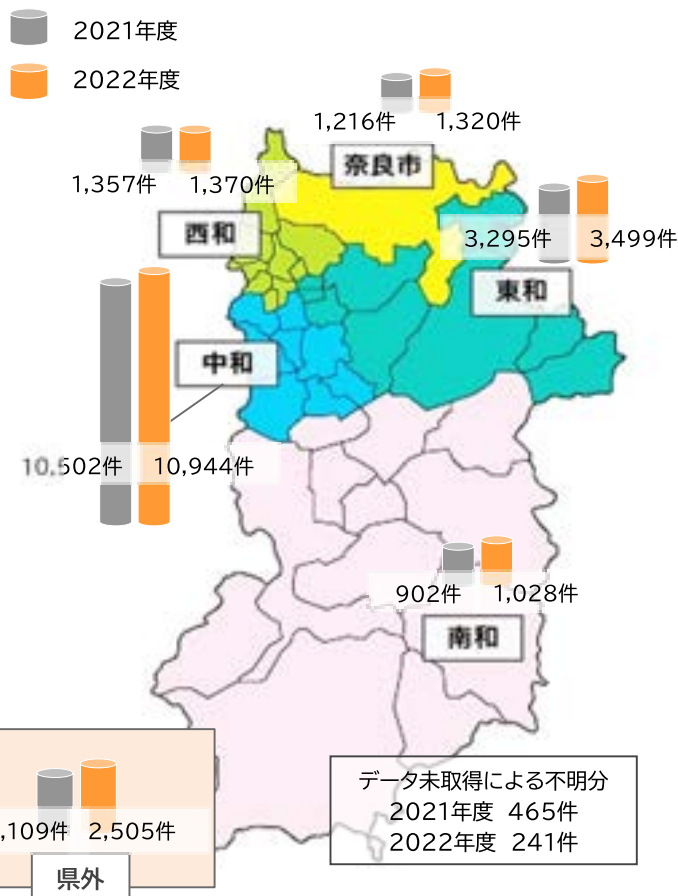 2021年度
2022年度
1,216件 1,320件
奈良市
1,357件 1,370件
西和
3,295件 3,499件
東和
中和
10,502件 10,944件
902件 1,028件
南和
,109件 2,505件
県外
データ未取得による不明分
2021年度 465件
2022年度 241件